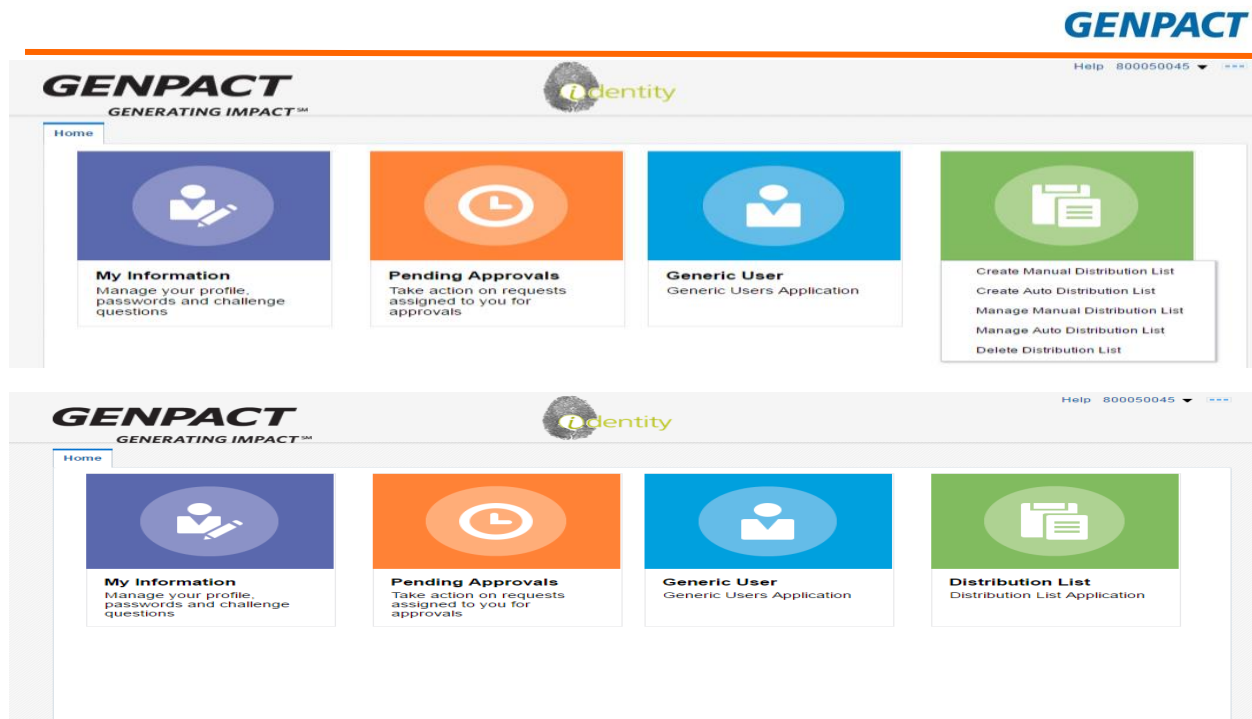 GENPACT
Help 800050045
GENPACT
identity
GENERATING IMPACT SM
Home
My Information
Manage your profile,
passwords and challenge
questions
Pending Approvals
Take action on requests
assigned to you for
approvals
Generic User
Generic Users Application
Create Manual Distribution List
Create Auto Distribution List
Manage Manual Distribution List
Manage Auto Distribution List
Delete Distribution List
Help 800050045
GENPACT
identity
GENERATING IMPACT SM
Home
My Information
Manage your profile,
passwords and challenge
questions
Pending Approvals
Take action on requests
assigned to you for
approvals
Generic User
Generic Users Application
Distribution List
Distribution List Application